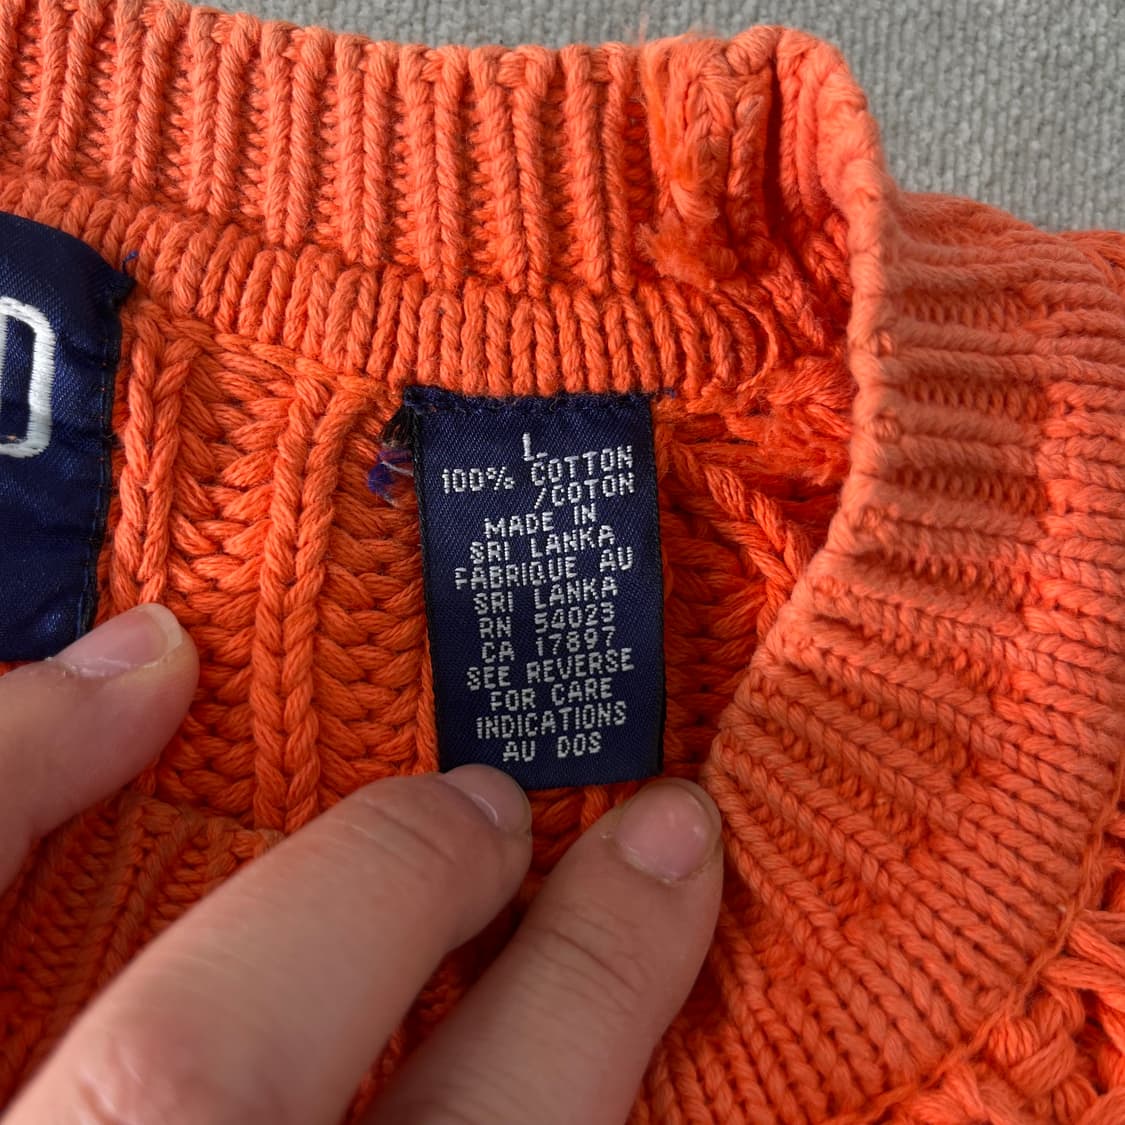 L
100% COTTON
/COTON
MADE IN
SRI LANKA
FABRIQUE AU
SRI LANKA
RN 54023
CA 17897
SEE REVERSE
FOR CARE
INDICATIONS
AU DOS